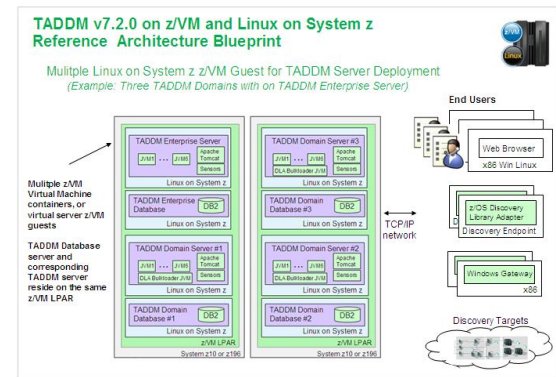 TADDM v7.2.0 on z/VM and Linux on System z
Reference Architecture Blueprint
z/VM
Linux
Mulitple Linux on System z z/VM Guest for TADDM Server Deployment
(Example: Three TADDM Domains with on TADDM Enterprise Server)
Mulitple z/VM
Virtual Machine
containers, or
virtual server z/VM
guests
TADDM Database
server and
corresponding
TADDM server
reside on the same
z/VM LPAR
TADDM Enterprise Server
JVM1 ... JVM6
Apache
Tomcat
Sensors
Linux on System z
TADDM Enterprise
Database
DB2
Linux on System z
TADDM Domain Server #1
JVM1 ... JVM6
Apache
Tomcat
DLA Bulkloader JVM
Sensors
Linux on System z
TADDM Domain
Database #1
DB2
Linux on System z
z/VM LPAR
System z10 or z196
TADDM Domain Server #3
JVM1 ... JVM6
Apache
Tomcat
DLA Bulkloader JVM
Sensors
Linux on System z
TADDM Domain
Database #3
DB2
Linux on System z
TADDM Domain Server #2
JVM1 ... JVM6
Apache
Tomcat
DLA Bulkloader JVM
Sensors
Linux on System z
TADDM Domain
Database #2
DB2
Linux on System z
z/VM LPAR
System z10 or z196
TCP/IP
network
End Users
Web Browser
x86 Win Linux
z/OS Discovery
Library Adapter
Discovery Endpoint
Windows Gateway
x86
Discovery Targets